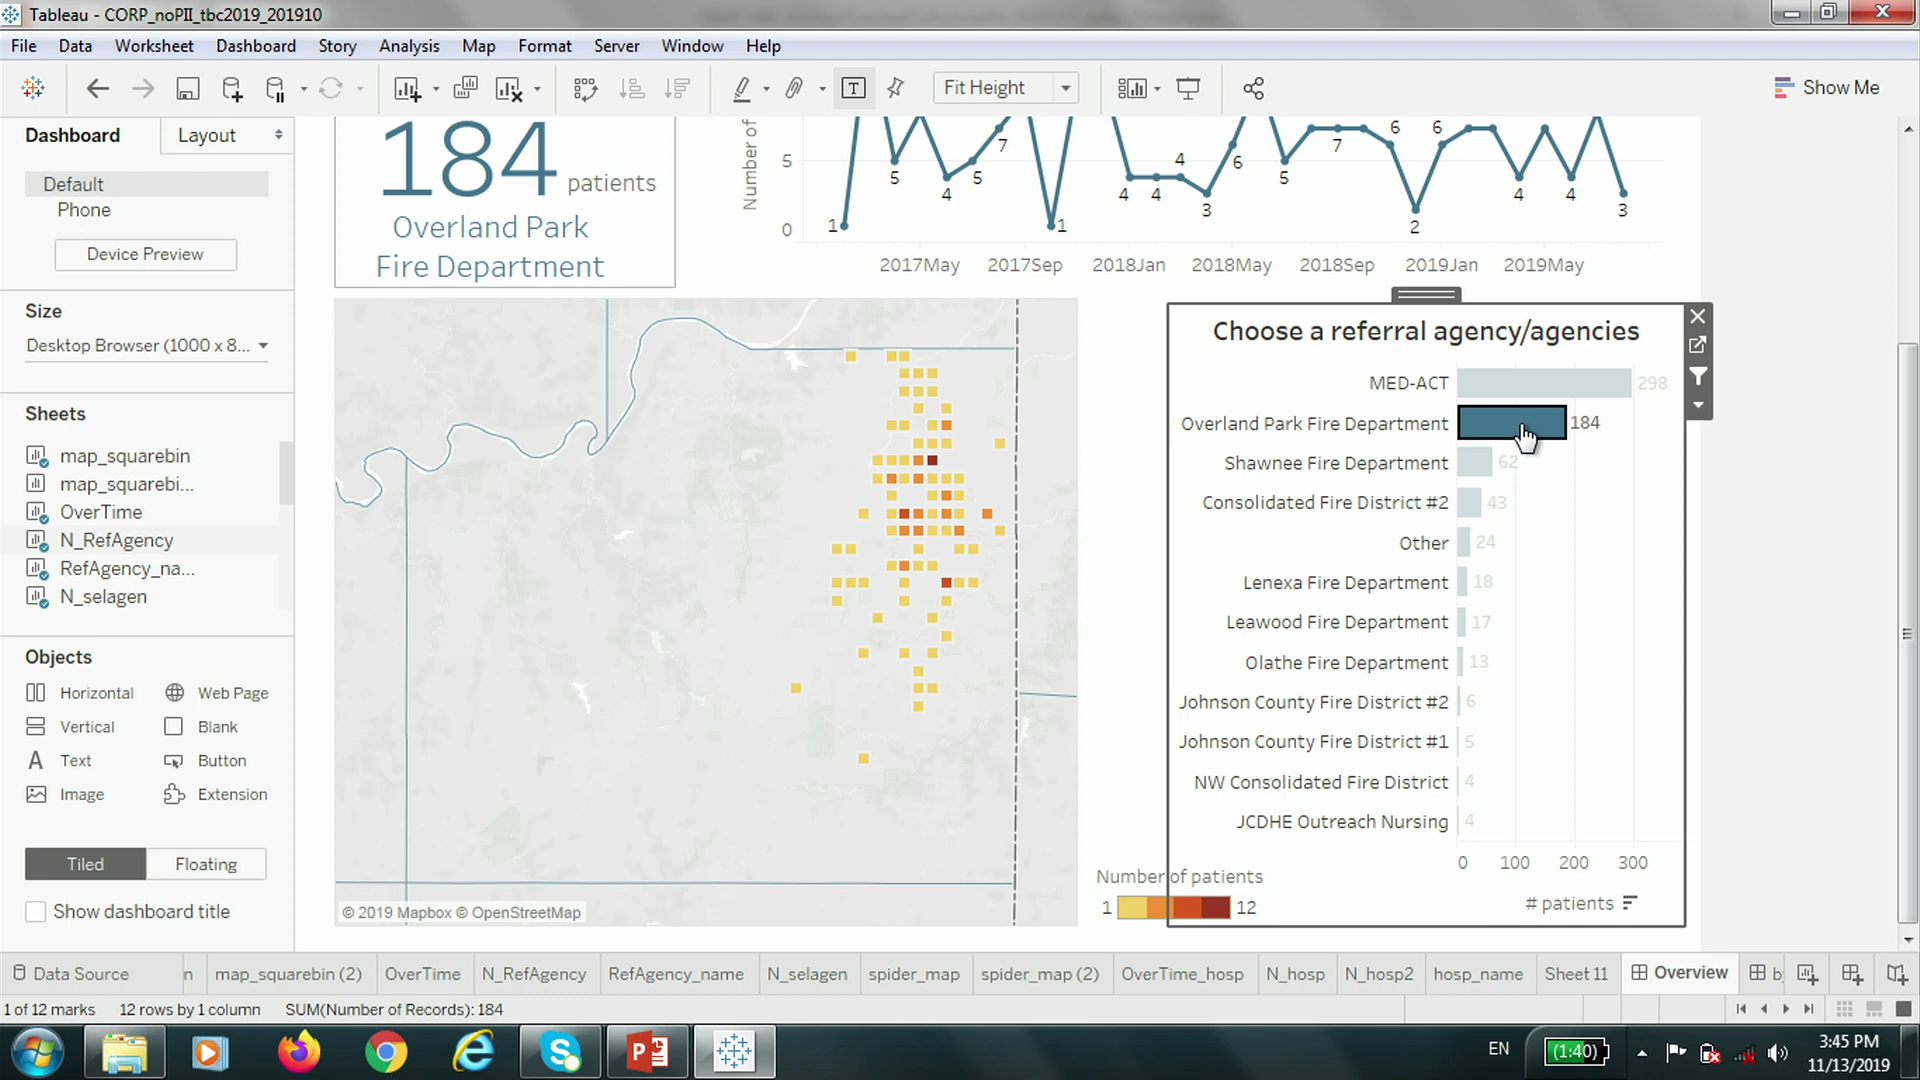 Tableau - CORP_noPII_tbc2019_201910
File Data Worksheet Dashboard Story Analysis Map Format Server Window Help
Fit Height
Show Me
Dashboard Layout
Default
Phone
Device Preview
Size
Desktop Browser (1000 x 8...
Sheets
map_squarebin
map_squarebi...
OverTime
N_RefAgency
RefAgency_na...
N_selagen
Objects
Horizontal Web Page
Vertical Blank
Text Button
Image Extension
Tiled Floating
Show dashboard title
184 patients
Overland Park
Fire Department
Number of
5
0
1 5 4 5 7 1 4 4 4 3 6 5 7 6 2 6 4 4 3
2017May 2017Sep 2018Jan 2018May 2018Sep 2019Jan 2019May
© 2019 Mapbox © OpenStreetMap
Choose a referral agency/agencies
MED-ACT 298
Overland Park Fire Department 184
Shawnee Fire Department 62
Consolidated Fire District #2 43
Other 24
Lenexa Fire Department 18
Leawood Fire Department 17
Olathe Fire Department 13
Johnson County Fire District #2 6
Johnson County Fire District #1 5
NW Consolidated Fire District 4
JCDHE Outreach Nursing 4
0 100 200 300
# patients
Number of patients
1 12
Data Source n map_squarebin (2) OverTime N_RefAgency RefAgency_name N_selagen spider_map spider_map (2) OverTime_hosp N_hosp N_hosp2 hosp_name Sheet 11 Overview b
1 of 12 marks 12 rows by 1 column SUM(Number of Records): 184
EN (1:40) 3:45 PM
11/13/2019